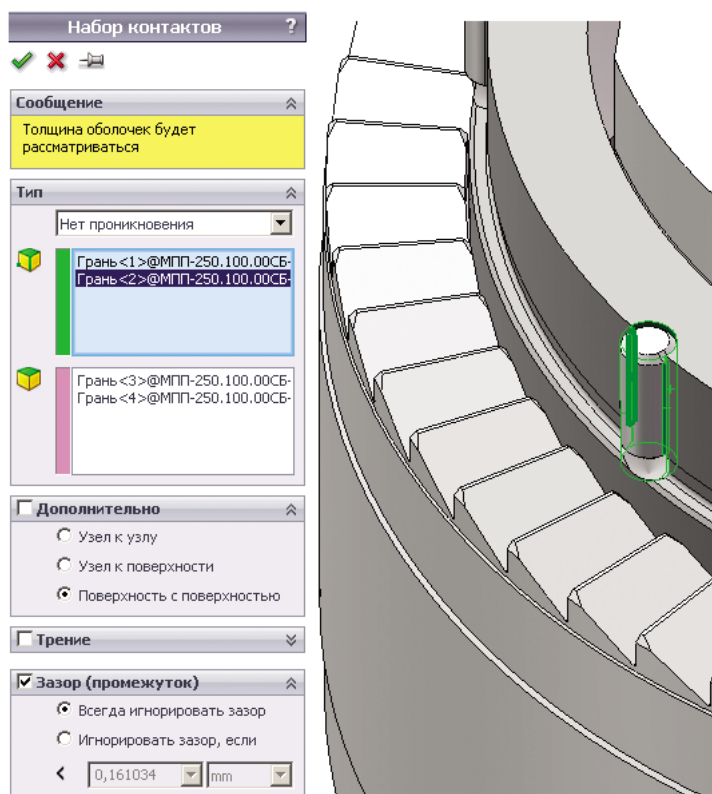 Набор контактов ?
Сообщение
Толщина оболочек будет
рассматриваться
Тип
Нет проникновения
Грань<1>@МПП-250.100.00СБ-
Грань<2>@МПП-250.100.00СБ-
Грань<3>@МПП-250.100.00СБ-
Грань<4>@МПП-250.100.00СБ-
Дополнительно
Узел к узлу
Узел к поверхности
Поверхность с поверхностью
Трение
Зазор (промежуток)
Всегда игнорировать зазор
Игнорировать зазор, если
< 0,161034 mm